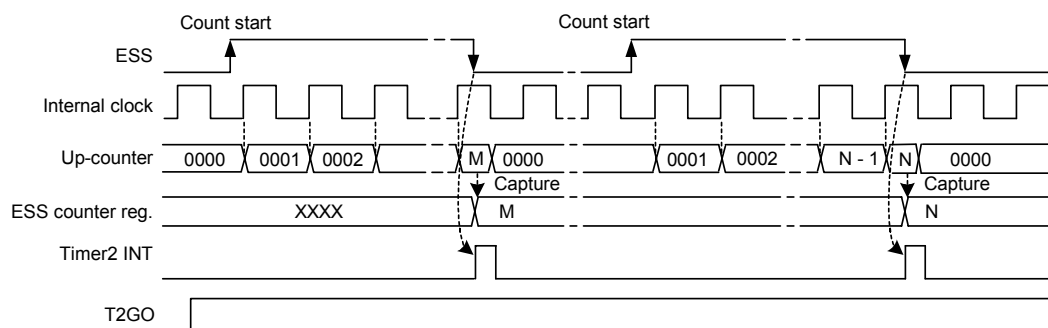 Count start Count start
ESS
Internal clock
Up-counter 0000 0001 0002 M 0000 0001 0002 N - 1 N 0000
Capture Capture
ESS counter reg. XXXX M N
Timer2 INT
T2GO